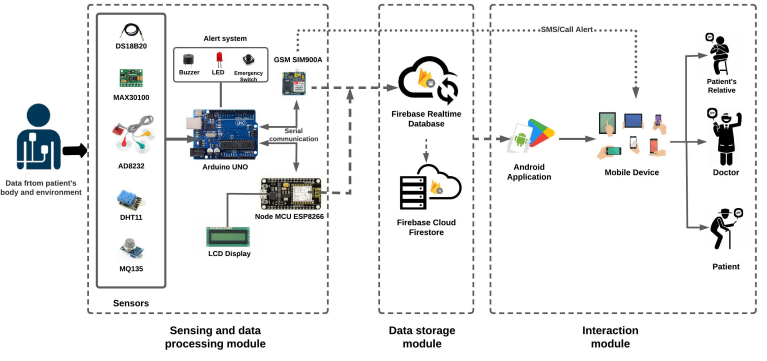 Data frtom patient's
body and environment
DS18B20
MAX30100
AD8232
DHT11
MQ135
Sensors
Alert system
Buzzer
LED
Emergency
Switch
GSM SIM900A
UNO
Arduino UNO
Serial
communication
Node MCU ESP8266
LCD Display
Sensing and data
processing module
Firebase Realtime
Database
Firebase Cloud
Firestore
Data storage
module
SMS/Call Alert
Android
Application
Mobile Device
Patient's
Relative
Doctor
Patient
Interaction
module